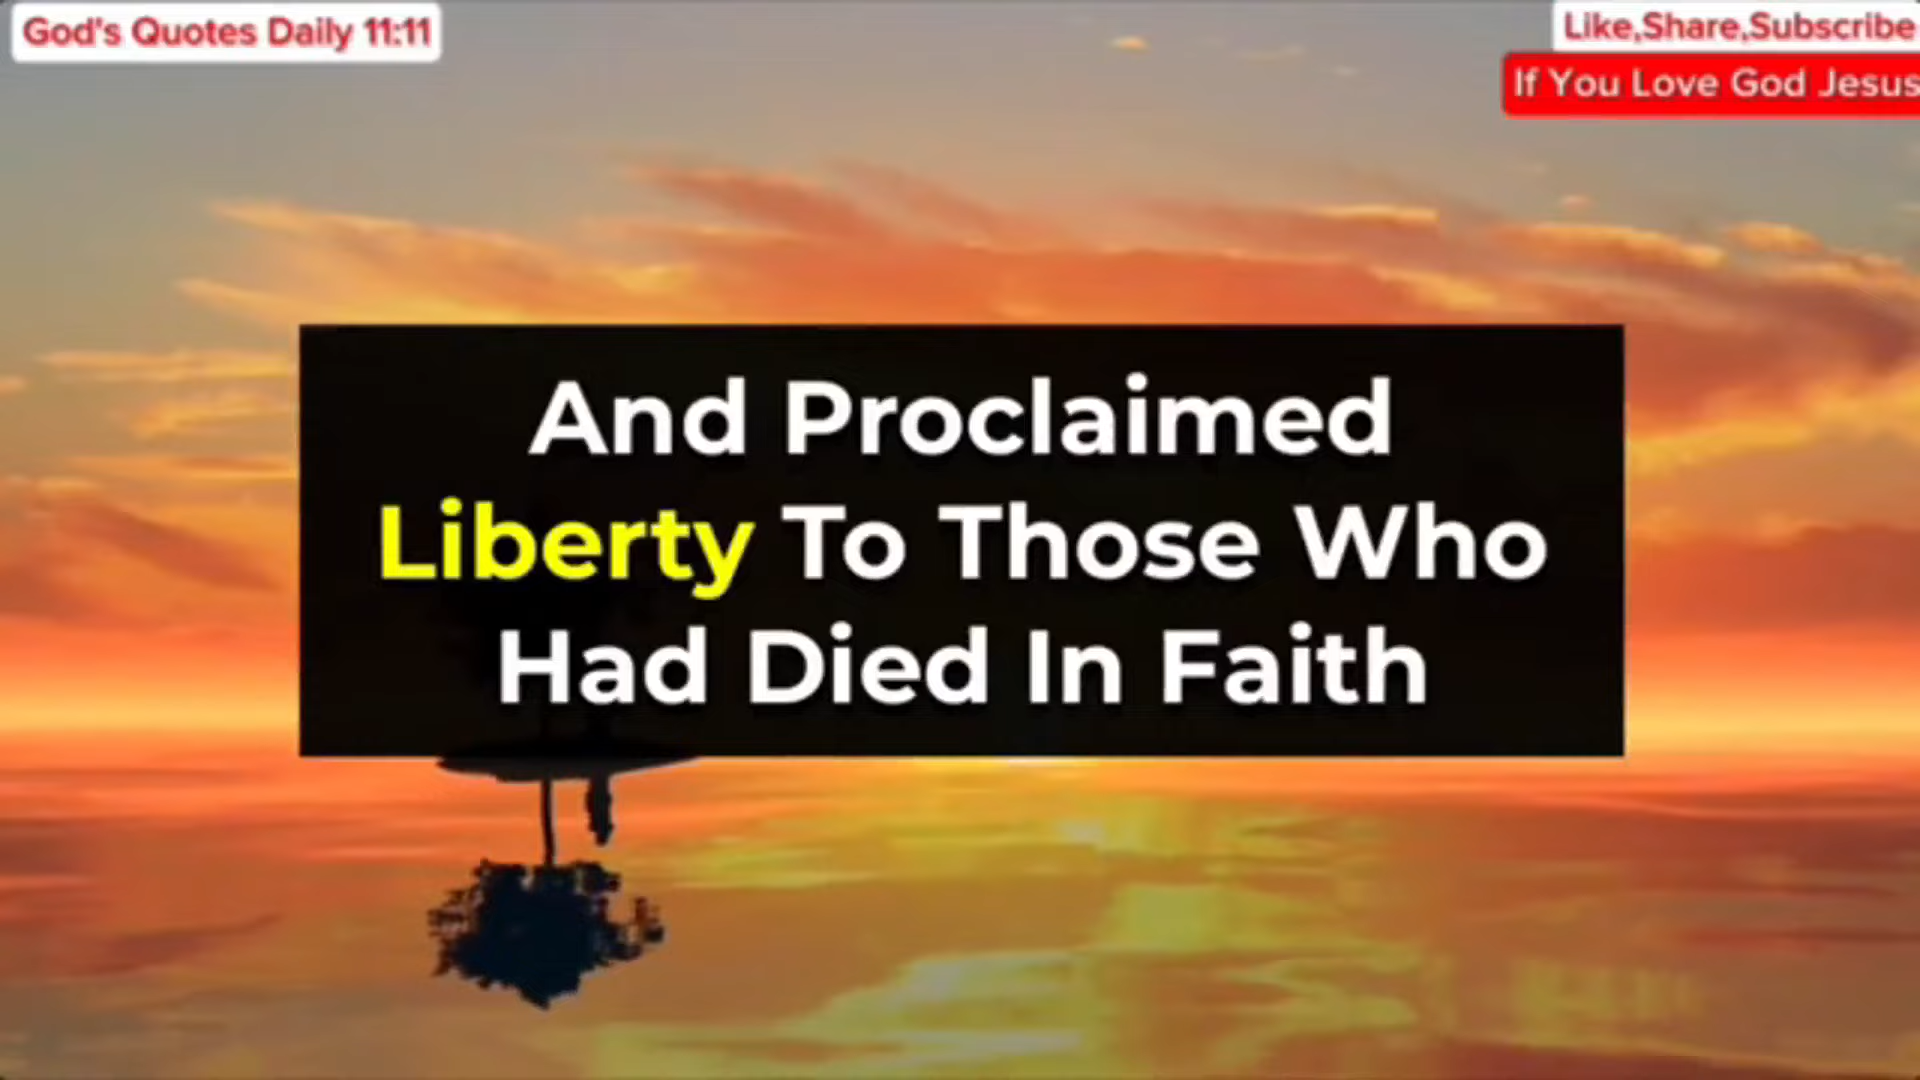 God's Quotes Daily 11:11
Like,Share,Subscribe
If You Love God Jesus
And Proclaimed
Liberty To Those Who
Had Died In Faith